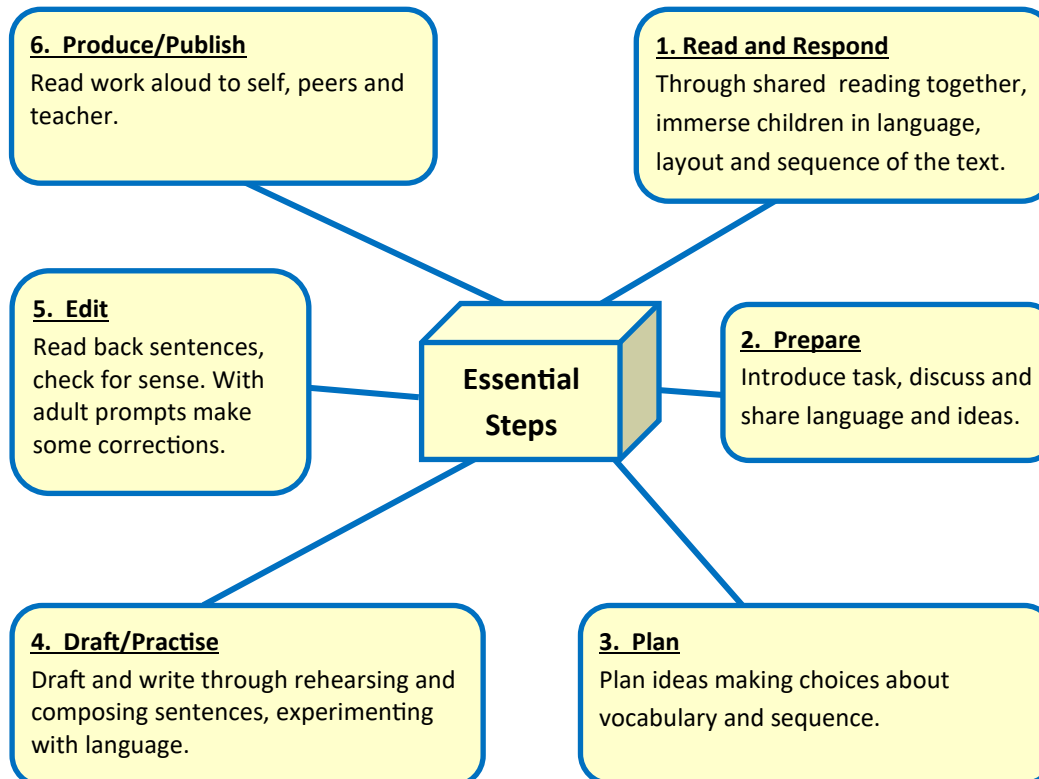 6. Produce/Publish
Read work aloud to self, peers and
teacher.
1. Read and Respond
Through shared reading together,
immerse children in language,
layout and sequence of the text.
5. Edit
Read back sentences,
check for sense. With
adult prompts make
some corrections.
Essential
Steps
2. Prepare
Introduce task, discuss and
share language and ideas.
4. Draft/Practise
Draft and write through rehearsing and
composing sentences, experimenting
with language.
3. Plan
Plan ideas making choices about
vocabulary and sequence.